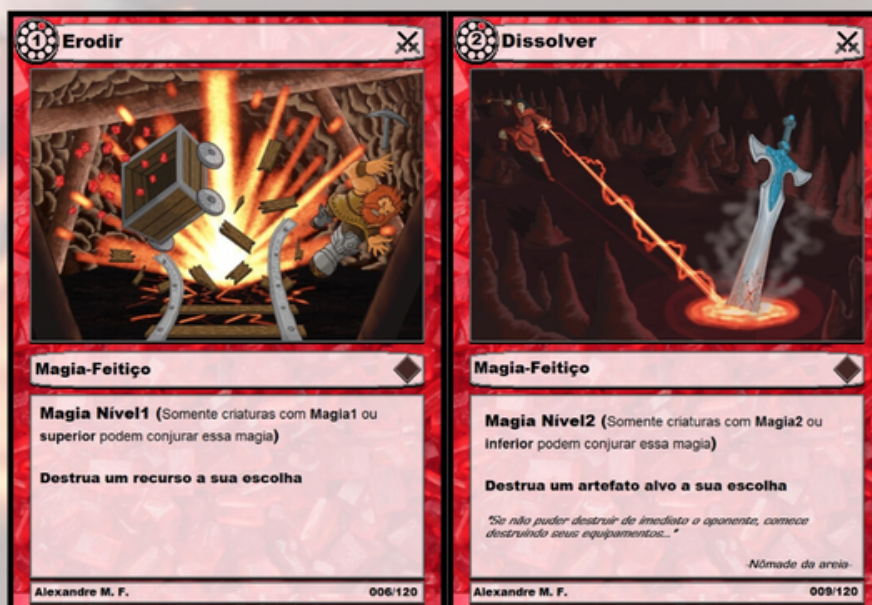 1 Erodir
Magia-Feitiço
Magia Nível1 (Somente criaturas com Magia1 ou
superior podem conjurar essa magia)
Destrua um recurso a sua escolha
Alexandre M. F. 006/120
2 Dissolver
Magia-Feitiço
Magia Nível2 (Somente criaturas com Magia2 ou
inferior podem conjurar essa magia)
Destrua um artefato alvo a sua escolha
"Se não puder destruir de imediato o oponente, comece
destruindo seus equipamentos..."
-Nômade da areia-
Alexandre M. F. 009/120